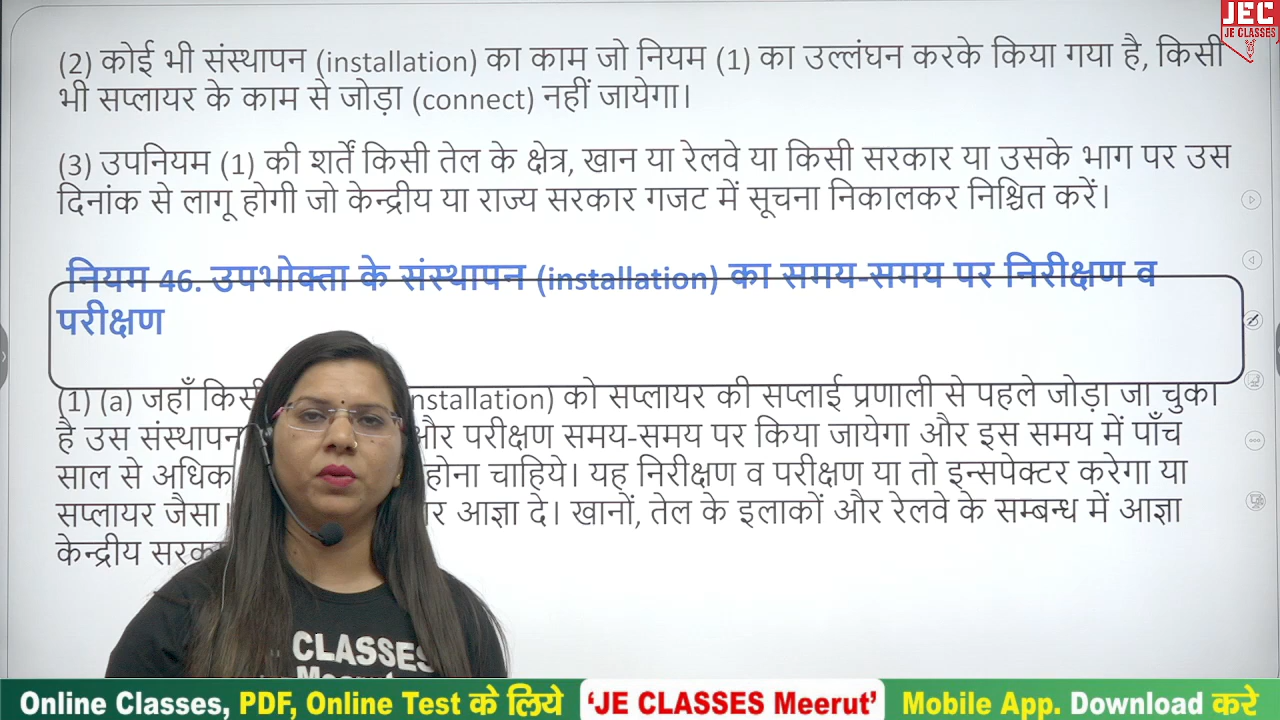 JEC
JE CLASSES
(2) कोई भी संस्थापन (installation) का काम जो नियम (1) का उल्लंघन करके किया गया है, किसी
भी सप्लायर के काम से जोड़ा (connect) नहीं जायेगा।
(3) उपनियम (1) की शर्तें किसी तेल के क्षेत्र, खान या रेलवे या किसी सरकार या उसके भाग पर उस
दिनांक से लागू होगी जो केन्द्रीय या राज्य सरकार गजट में सूचना निकालकर निश्चित करें।
नियम 46. उपभोक्ता के संस्थापन (installation) का समय-समय पर निरीक्षण व
परीक्षण
(1) (a) जहाँ किसी nstallation) को सप्लायर की सप्लाई प्रणाली से पहले जोड़ा जा चुका
है उस संस्थापन और परीक्षण समय-समय पर किया जायेगा और इस समय में पाँच
साल से अधिक होना चाहिये। यह निरीक्षण व परीक्षण या तो इन्सपेक्टर करेगा या
सप्लायर जैसा र आज्ञा दे। खानों, तेल के इलाकों और रेलवे के सम्बन्ध में आज्ञा
केन्द्रीय
CLASSES
Online Classes, PDF, Online Test के लिये 'JE CLASSES Meerut' Mobile App. Download करे